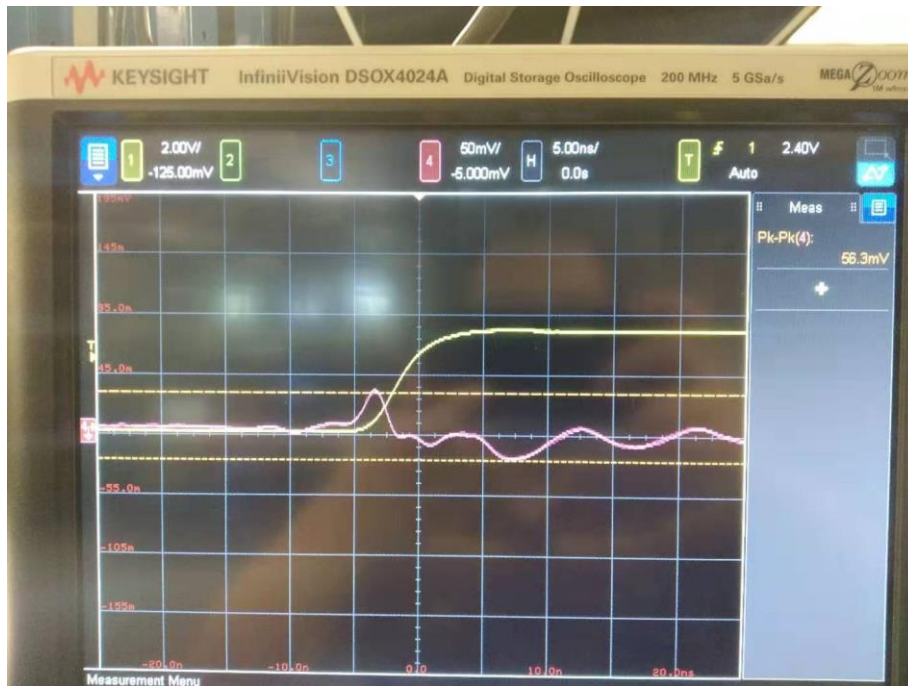 KEYSIGHT InfiniiVision DSOX4024A Digital Storage Oscilloscope 200 MHz 5 GSa/s MEGA Zoom
1 2.00V/ -125.00mV
2
3
4 50mV/ -5.000mV
H 5.00ns/ 0.0s
T 1 2.40V Auto
Meas
Pk-Pk(4):
56.3mV
195mV
145m
95.0m
45.0m
-55.0m
-105m
-155m
-20.0n -10.0n 0.0 10.0n 20.0ns
Measurement Menu